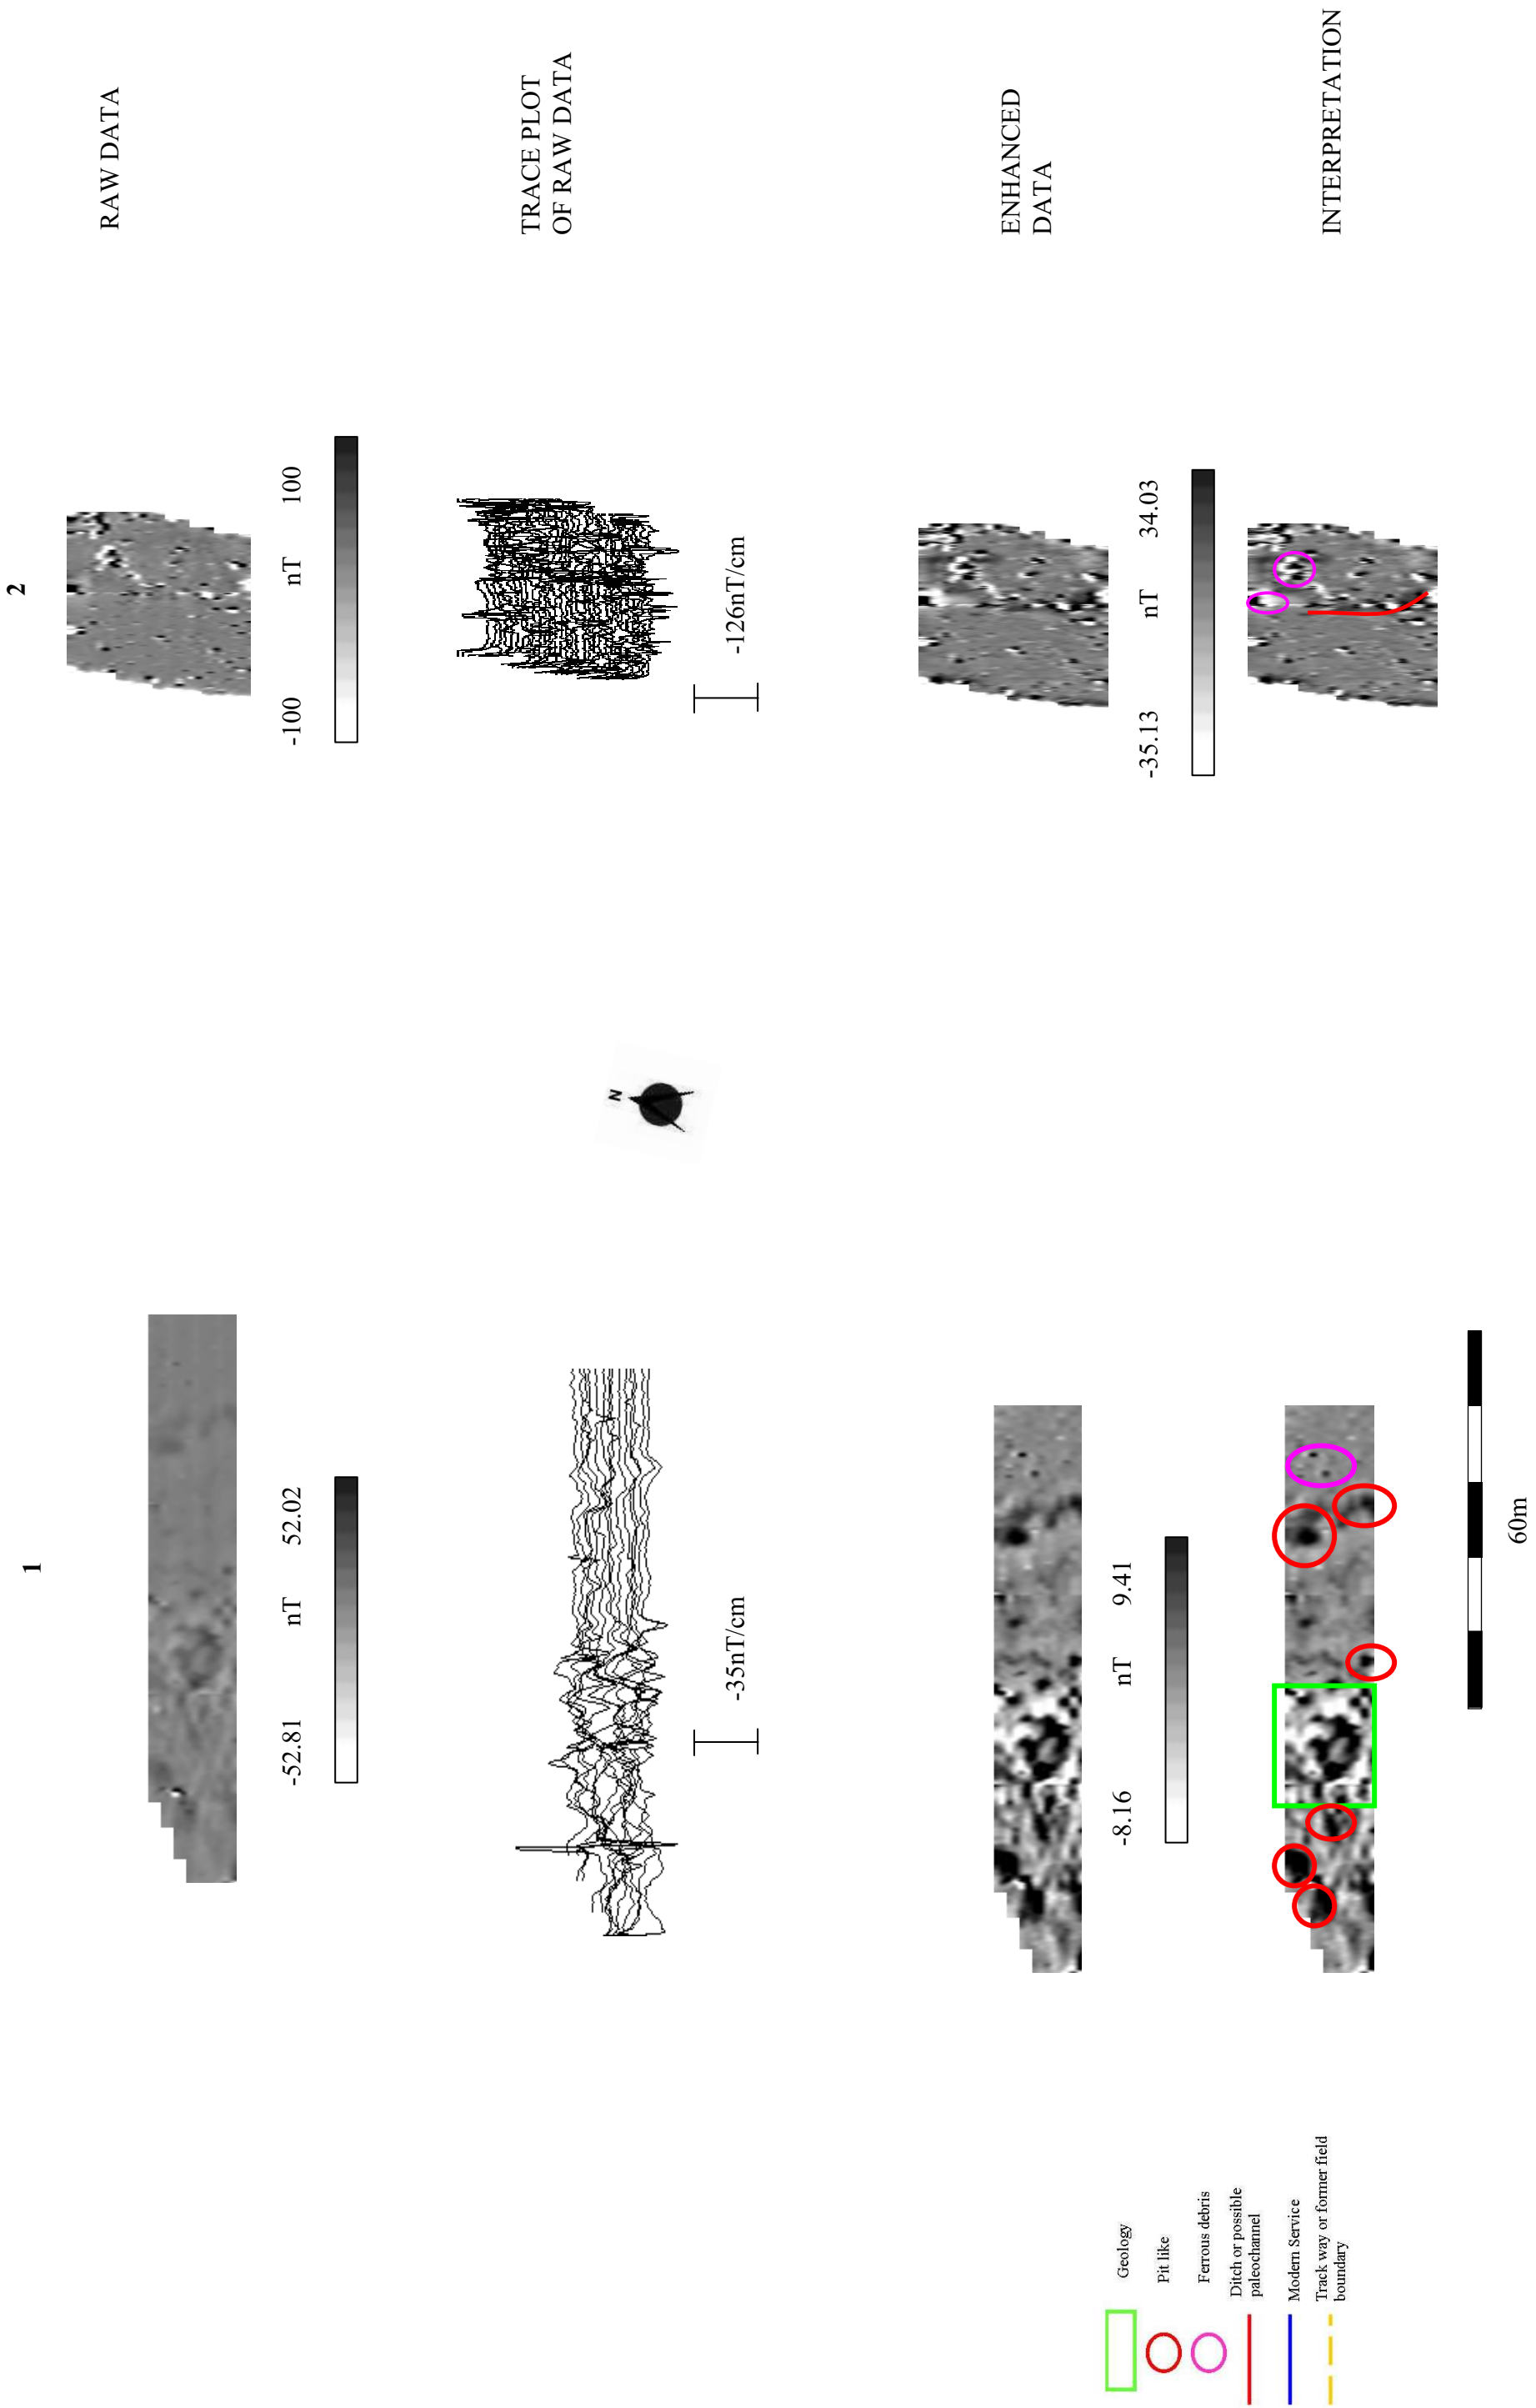 1
2
RAW DATA
-52.81
nT
52.02
-100
nT
100
TRACE PLOT
OF RAW DATA
N
-35nT/cm
-126nT/cm
ENHANCED
DATA
-8.16
nT
9.41
-35.13
nT
34.03
INTERPRETATION
60m
Geology
Pit like
Ferrous debris
Ditch or possible
paleochannel
Modern Service
Track way or former field
boundary